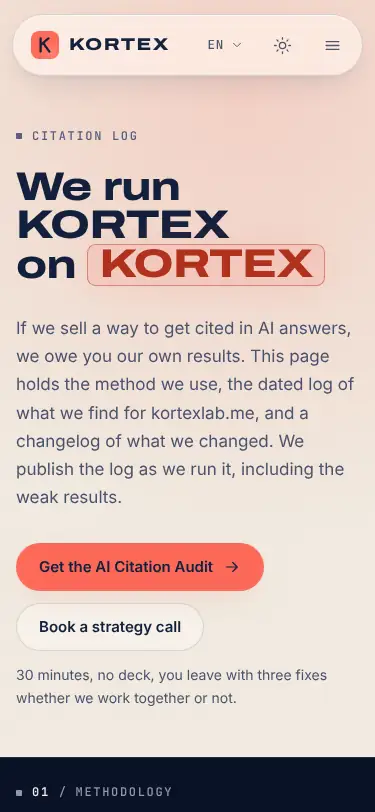 K KORTEX EN
CITATION LOG
We run
KORTEX
on KORTEX
If we sell a way to get cited in AI answers,
we owe you our own results. This page
holds the method we use, the dated log of
what we find for kortexlab.me, and a
changelog of what we changed. We
publish the log as we run it, including the
weak results.
Get the AI Citation Audit →
Book a strategy call
30 minutes, no deck, you leave with three fixes
whether we work together or not.
01 / METHODOLOGY